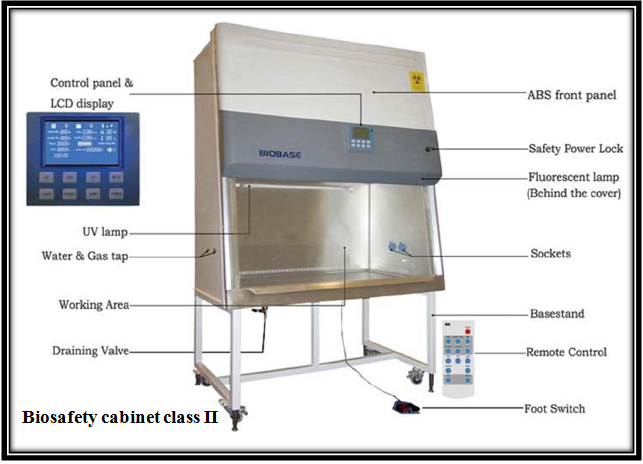 Control panel &
LCD display
ABS front panel
Safety Power Lock
BIOBASE
Fluorescent lamp
(Behind the cover)
UV lamp
Water & Gas tap
Sockets
Working Area
Basestand
Draining Valve
Remote Control
Foot Switch
Biosafety cabinet class II